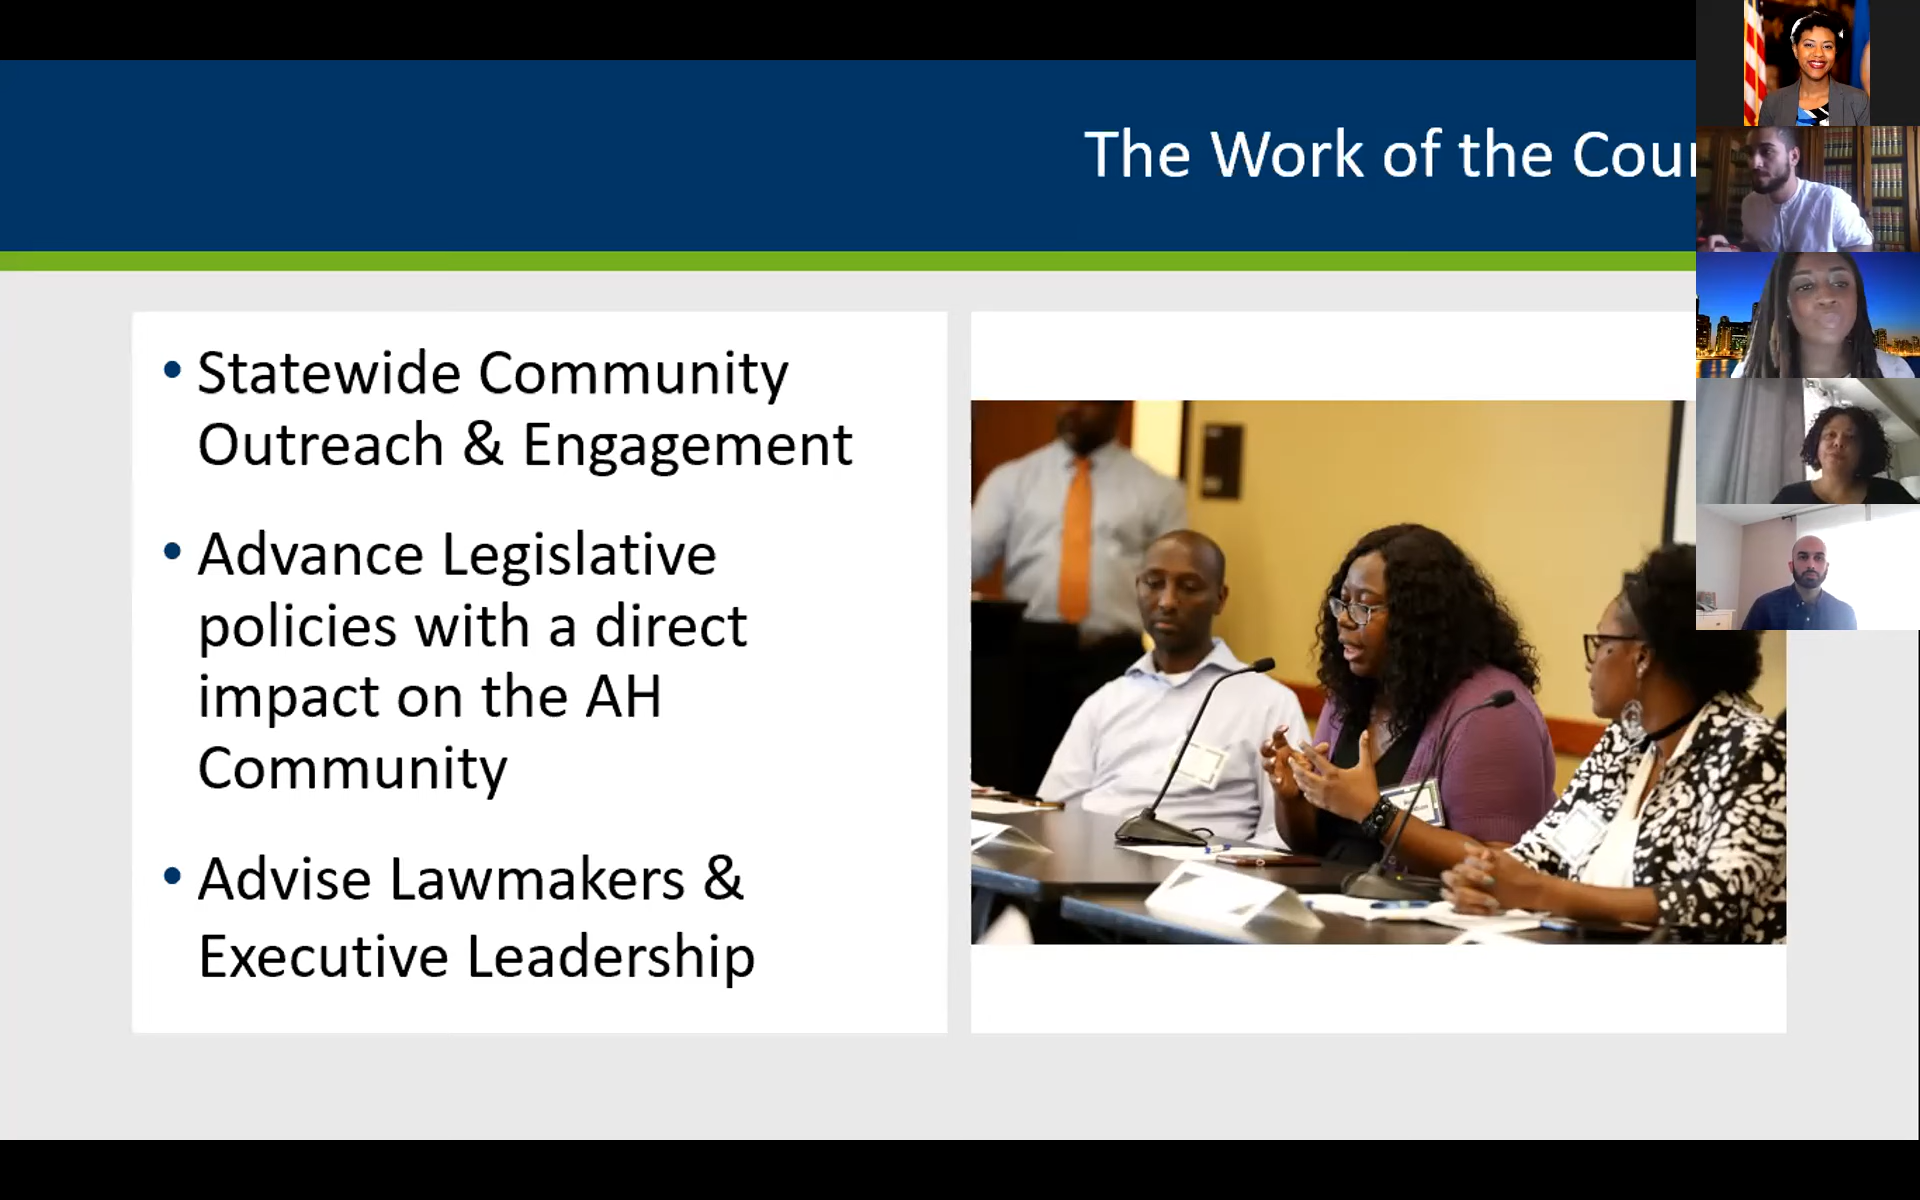 The Work of the Cou
• Statewide Community
Outreach & Engagement
• Advance Legislative
policies with a direct
impact on the AH
Community
• Advise Lawmakers &
Executive Leadership